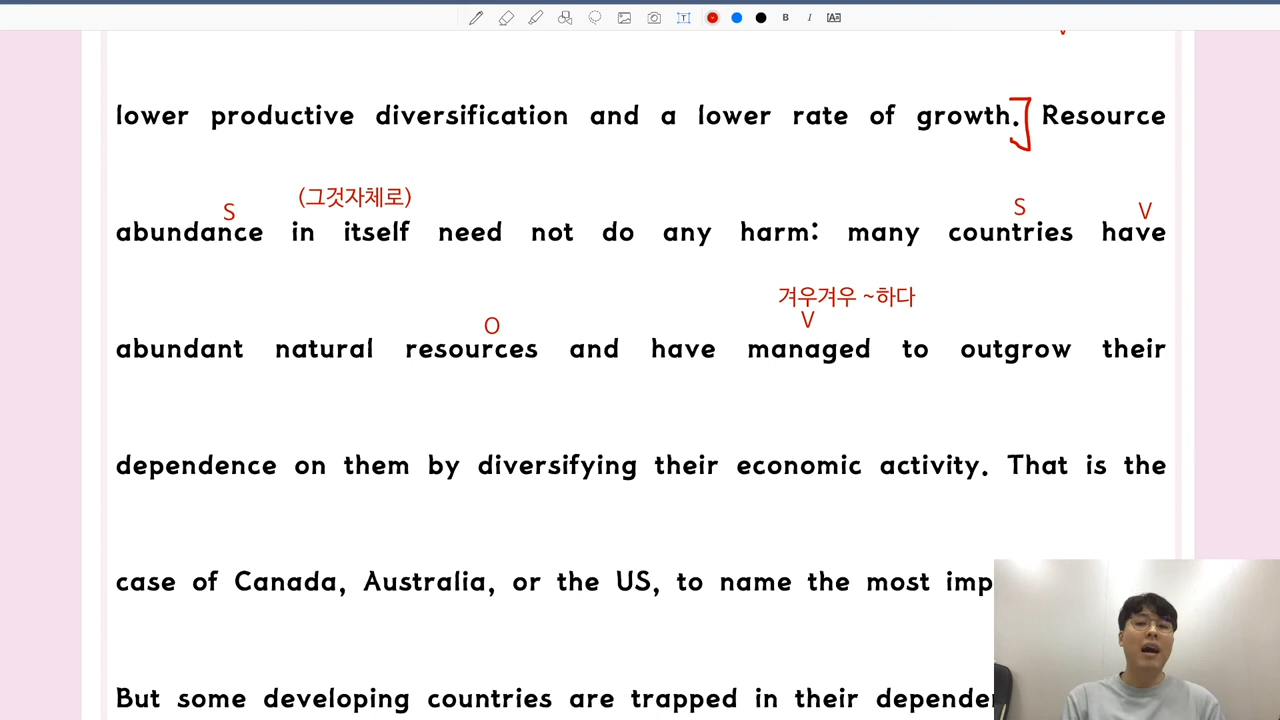 B I A
V
lower productive diversification and a lower rate of growth.] Resource
S (그것자체로) S V
abundance in itself need not do any harm: many countries have
겨우겨우 ~하다
O V
abundant natural resources and have managed to outgrow their
dependence on them by diversifying their economic activity. That is the
case of Canada, Australia, or the US, to name the most
But some developing countries are trapped in their